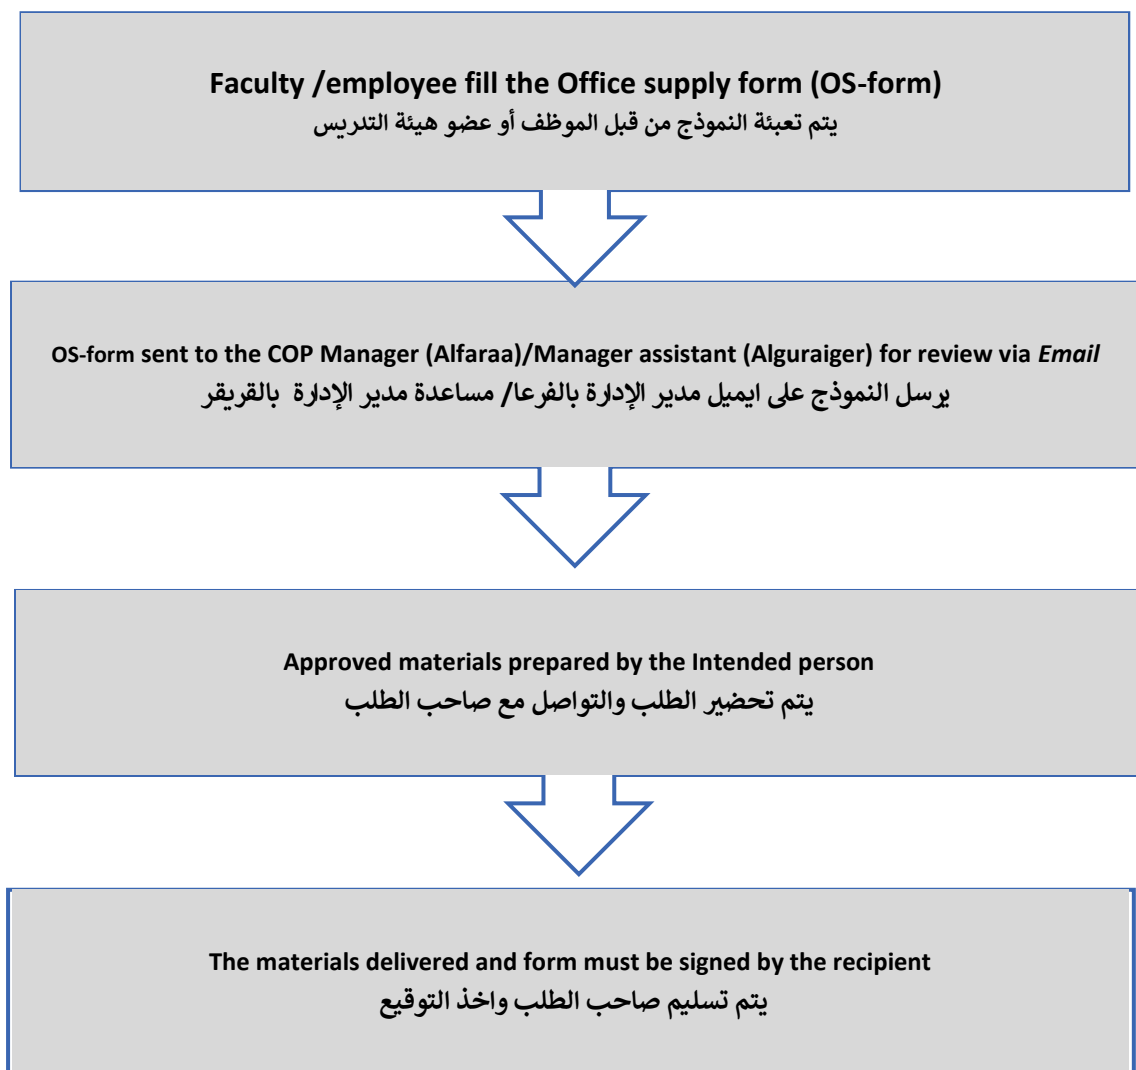 Faculty /employee fill the Office supply form (OS-form)
يتم تعبئة النموذج من قبل الموظف أو عضو هيئة التدريس
OS-form sent to the COP Manager (Alfaraa)/Manager assistant (Alguraiger) for review via Email
يرسل النموذج على ايميل مدير الإدارة بالفرعا/ مساعدة مدير الإدارة بالقريقر
Approved materials prepared by the Intended person
يتم تحضير الطلب والتواصل مع صاحب الطلب
The materials delivered and form must be signed by the recipient
يتم تسليم صاحب الطلب واخذ التوقيع